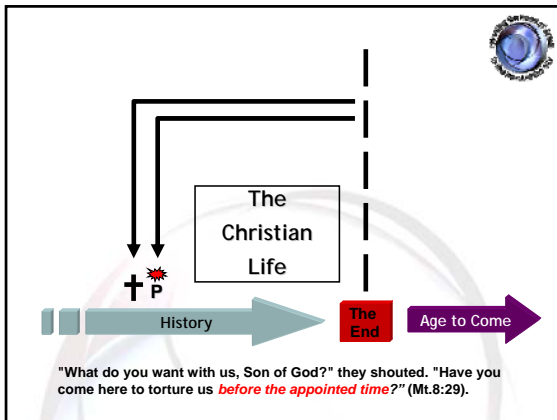 The
Christian
Life
P
History
The
End
Age to Come
"What do you want with us, Son of God?" they shouted. "Have you
come here to torture us before the appointed time?" (Mt.8:29).